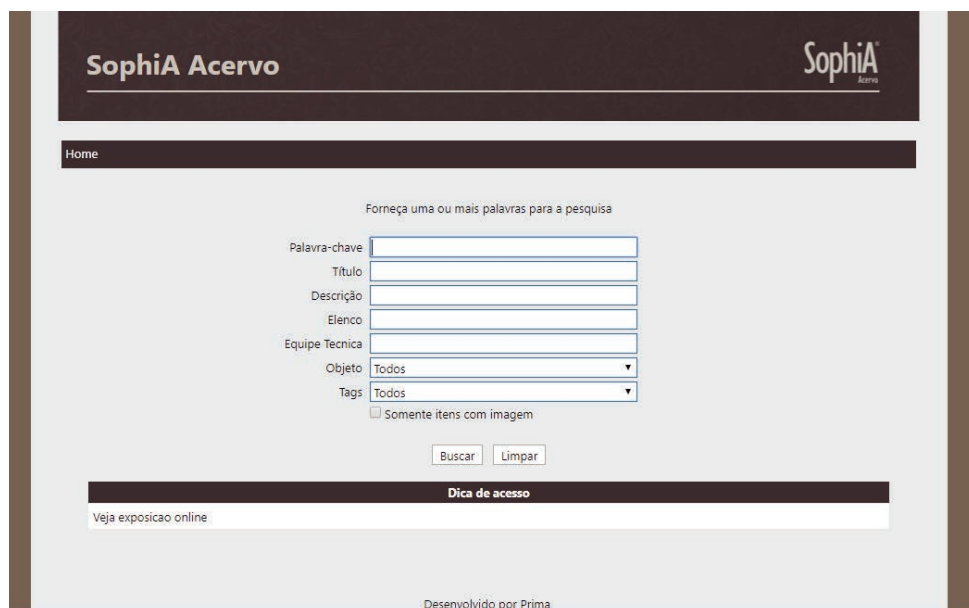 SophiA Acervo
SophiA
Acervo
Home
Forneça uma ou mais palavras para a pesquisa
Palavra-chave
Título
Descrição
Elenco
Equipe Tecnica
Objeto Todos
Tags Todos
Somente itens com imagem
Buscar Limpar
Dica de acesso
Veja exposicao online
Desenvolvido por Prima